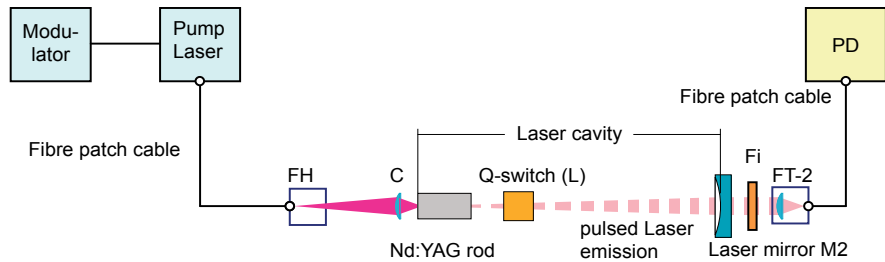 Modu-
lator
Pump
Laser
PD
Fibre patch cable
Laser cavity
Fibre patch cable
FH
C
Q-switch (L)
Fi
FT-2
pulsed Laser
emission
Nd:YAG rod
Laser mirror M2